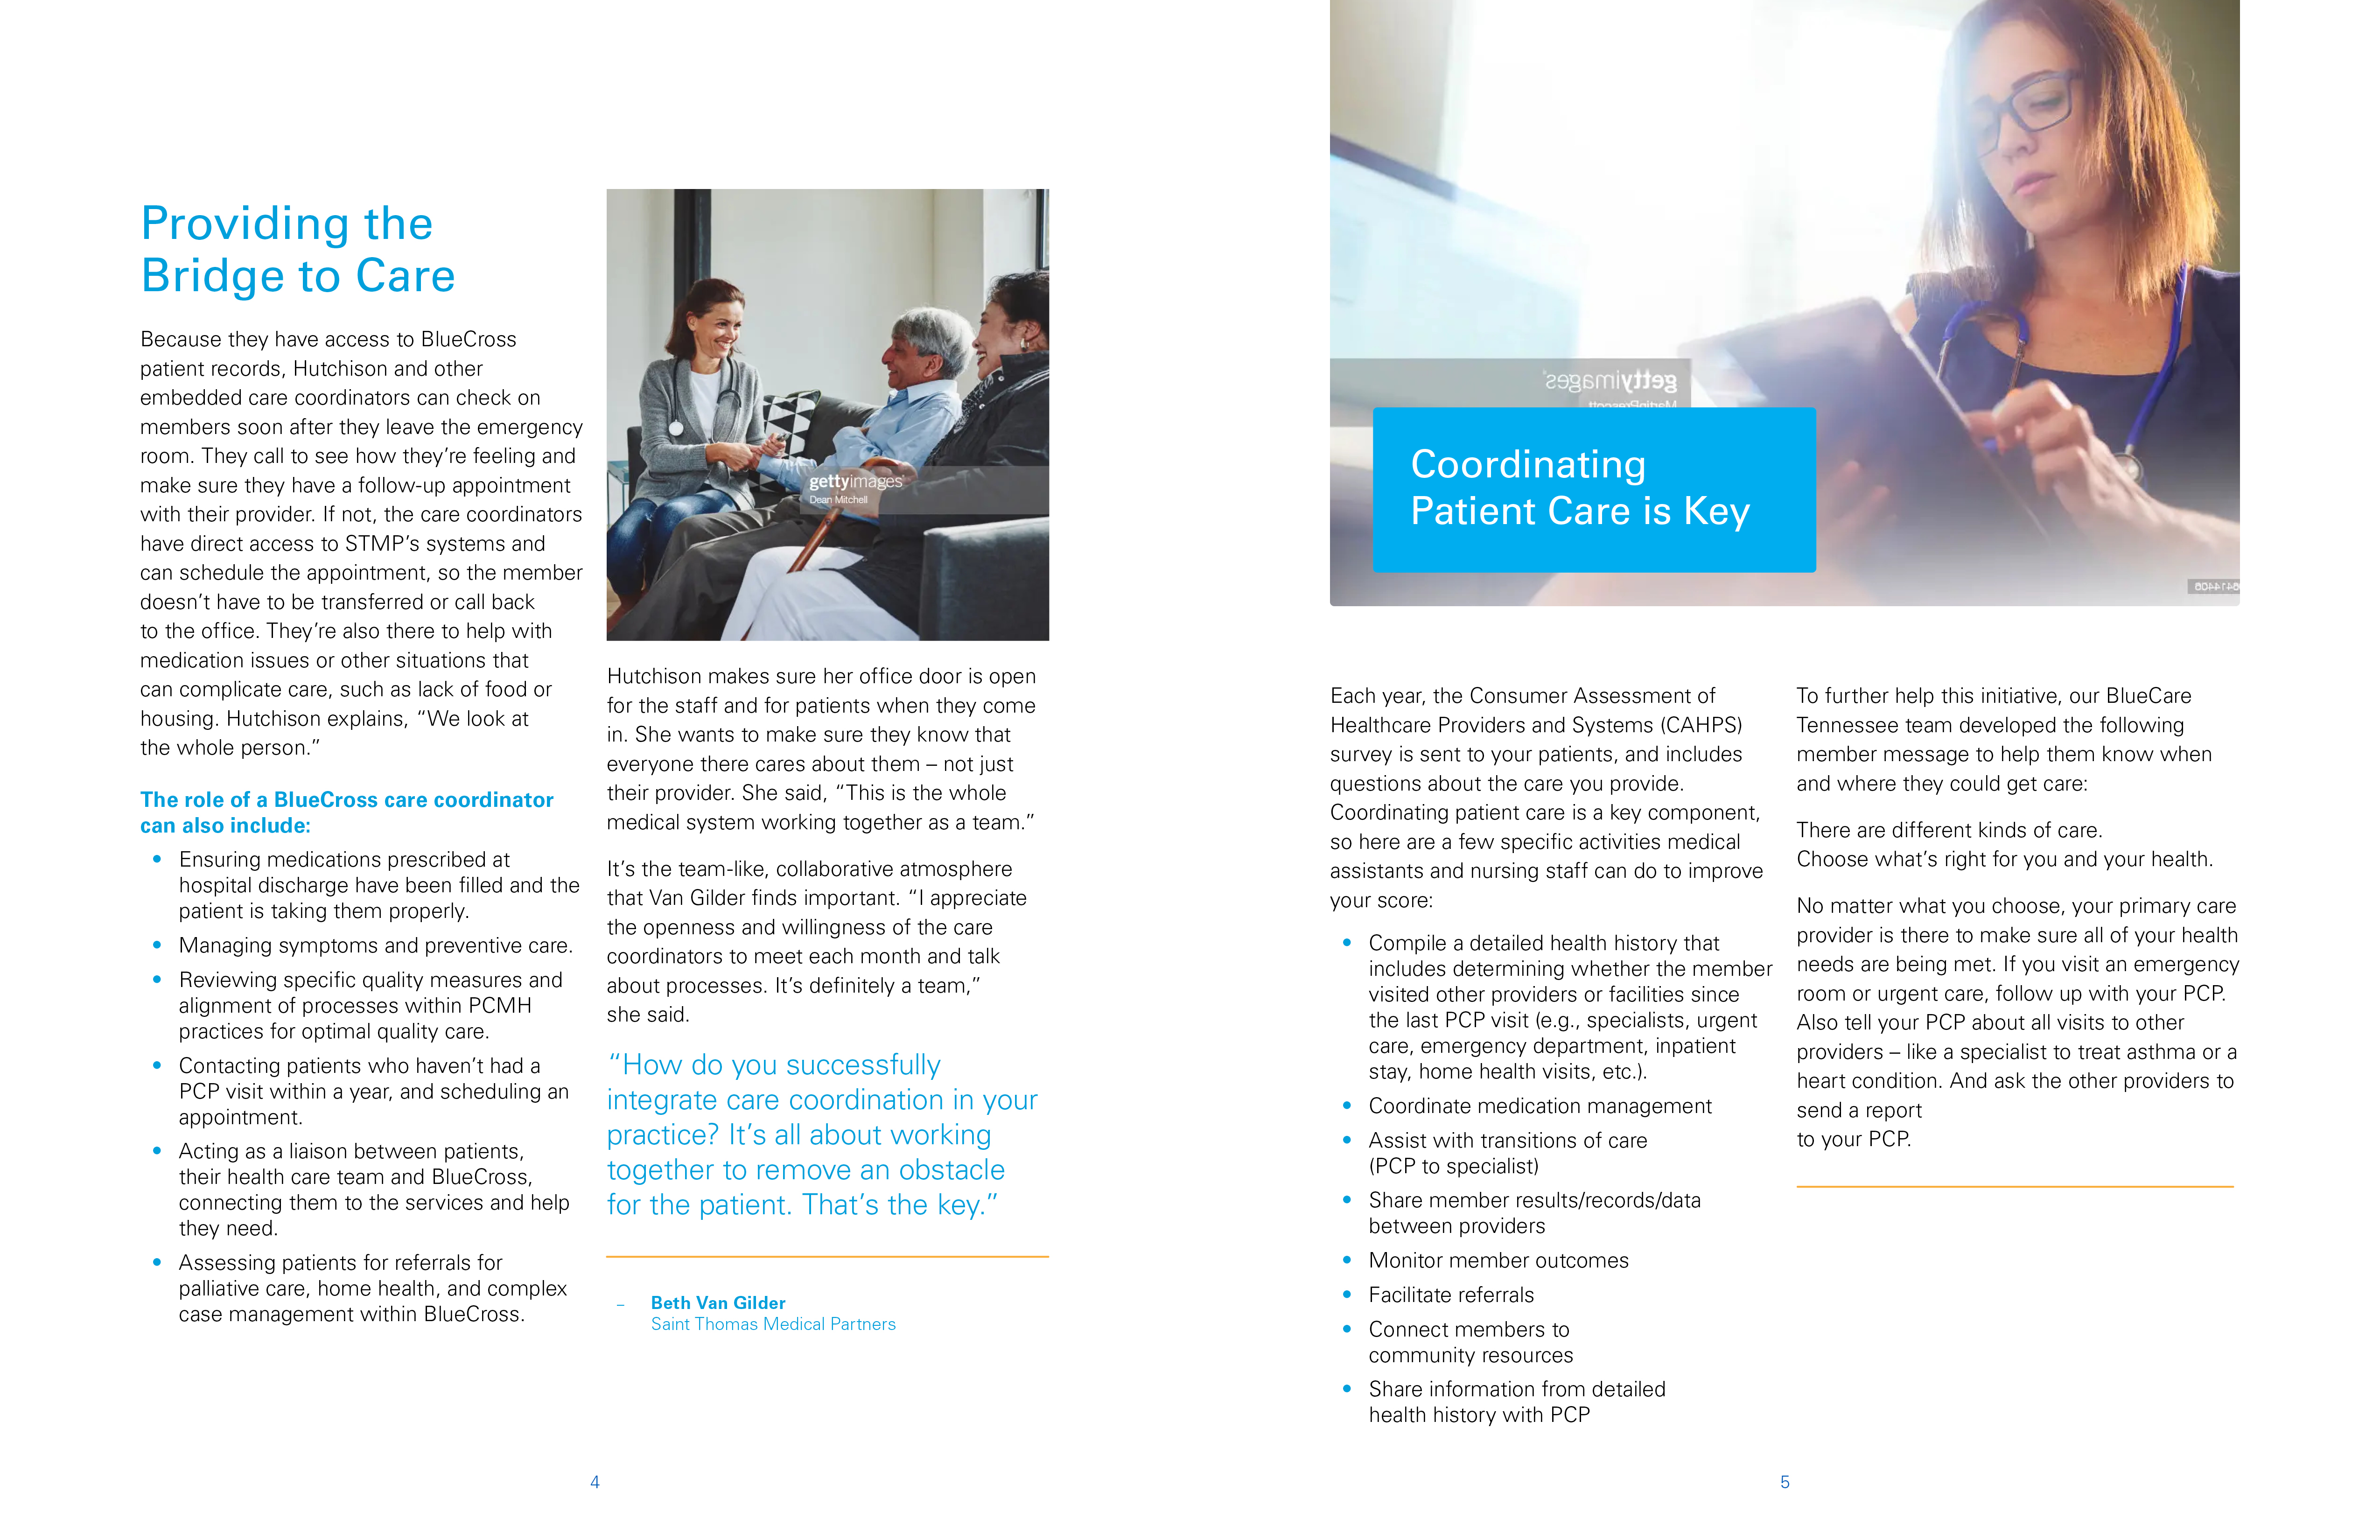 Providing the
Bridge to Care
Because they have access to BlueCross
patient records, Hutchison and other
embedded care coordinators can check on
members soon after they leave the emergency
room. They call to see how they’re feeling and
make sure they have a follow-up appointment
with their provider. If not, the care coordinators
have direct access to STMP’s systems and
can schedule the appointment, so the member
doesn’t have to be transferred or call back
to the office. They’re also there to help with
medication issues or other situations that
can complicate care, such as lack of food or
housing. Hutchison explains, “We look at
the whole person.”
The role of a BlueCross care coordinator
can also include:
• Ensuring medications prescribed at
hospital discharge have been filled and the
patient is taking them properly.
• Managing symptoms and preventive care.
• Reviewing specific quality measures and
alignment of processes within PCMH
practices for optimal quality care.
• Contacting patients who haven’t had a
PCP visit within a year, and scheduling an
appointment.
• Acting as a liaison between patients,
their health care team and BlueCross,
connecting them to the services and help
they need.
• Assessing patients for referrals for
palliative care, home health, and complex
case management within BlueCross.
gettyimages
Dean Mitchell
Hutchison makes sure her office door is open
for the staff and for patients when they come
in. She wants to make sure they know that
everyone there cares about them – not just
their provider. She said, “This is the whole
medical system working together as a team.”
It’s the team-like, collaborative atmosphere
that Van Gilder finds important. “I appreciate
the openness and willingness of the care
coordinators to meet each month and talk
about processes. It’s definitely a team,”
she said.
“How do you successfully
integrate care coordination in your
practice? It’s all about working
together to remove an obstacle
for the patient. That’s the key.”
– Beth Van Gilder
Saint Thomas Medical Partners
4
gettyimages
Coordinating
Patient Care is Key
Each year, the Consumer Assessment of
Healthcare Providers and Systems (CAHPS)
survey is sent to your patients, and includes
questions about the care you provide.
Coordinating patient care is a key component,
so here are a few specific activities medical
assistants and nursing staff can do to improve
your score:
• Compile a detailed health history that
includes determining whether the member
visited other providers or facilities since
the last PCP visit (e.g., specialists, urgent
care, emergency department, inpatient
stay, home health visits, etc.).
• Coordinate medication management
• Assist with transitions of care
(PCP to specialist)
• Share member results/records/data
between providers
• Monitor member outcomes
• Facilitate referrals
• Connect members to
community resources
• Share information from detailed
health history with PCP
To further help this initiative, our BlueCare
Tennessee team developed the following
member message to help them know when
and where they could get care:
There are different kinds of care.
Choose what’s right for you and your health.
No matter what you choose, your primary care
provider is there to make sure all of your health
needs are being met. If you visit an emergency
room or urgent care, follow up with your PCP.
Also tell your PCP about all visits to other
providers – like a specialist to treat asthma or a
heart condition. And ask the other providers to
send a report
to your PCP.
5